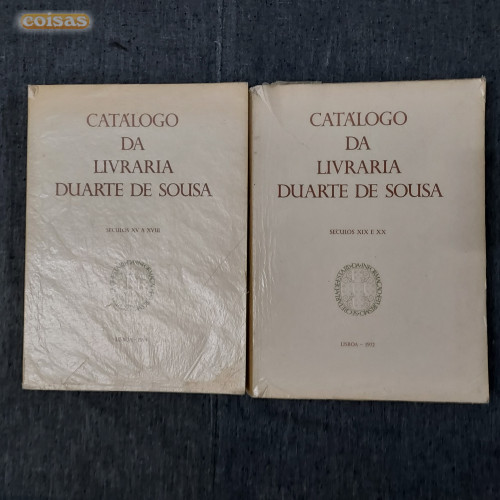 coisas
CATÁLOGO
DA
LIVRARIA
DUARTE DE SOUSA
SÉCULOS XV A XVIII
LISBOA
CATÁLOGO
DA
LIVRARIA
DUARTE DE SOUSA
SÉCULOS XIX E XX
LISBOA - 1972